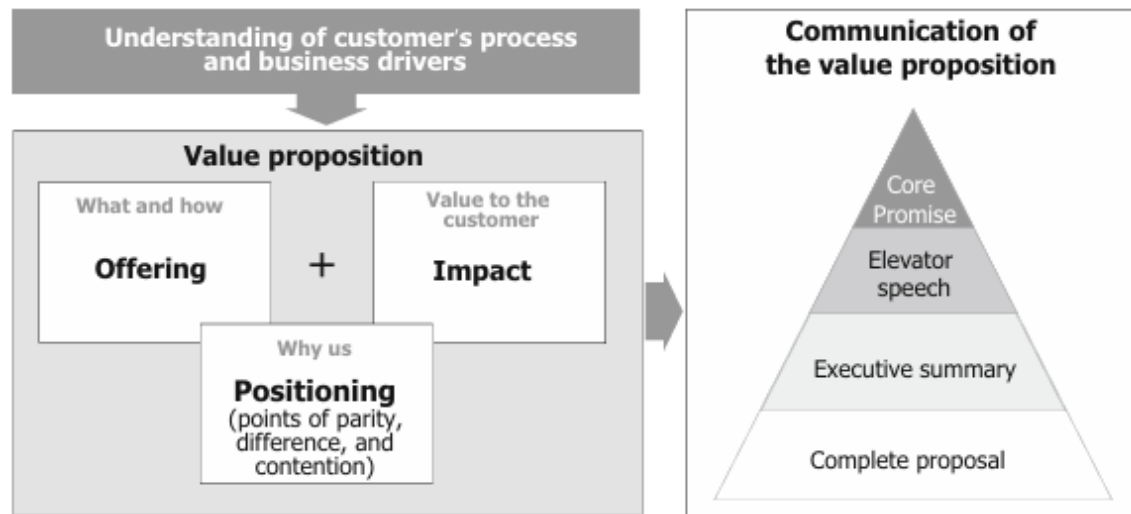 Understanding of customer's process
and business drivers
Value proposition
What and how
Offering
+
Value to the
customer
Impact
Why us
Positioning
(points of parity,
difference, and
contention)
Communication of
the value proposition
Core
Promise
Elevator
speech
Executive summary
Complete proposal